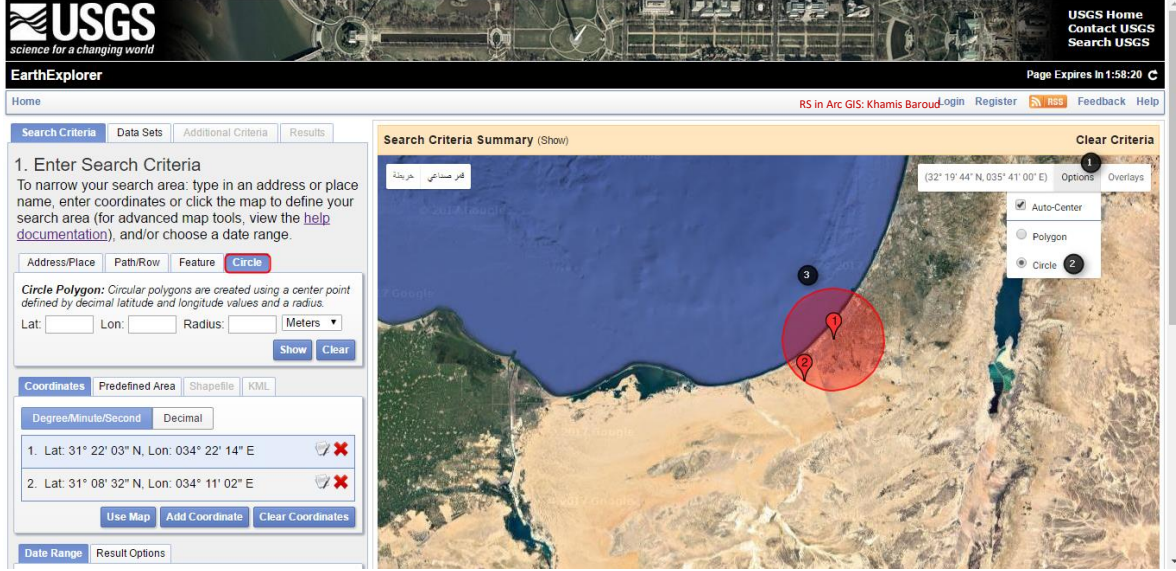 USGS
science for a changing world
USGS Home
Contact USGS
Search USGS
EarthExplorer
Page Expires In 1:58:20
Home
RS in Arc GIS: Khamis Baroud
Login Register RSS Feedback Help
Search Criteria Data Sets Additional Criteria Results
1. Enter Search Criteria
To narrow your search area: type in an address or place
name, enter coordinates or click the map to define your
search area (for advanced map tools, view the help
documentation), and/or choose a date range.
Address/Place Path/Row Feature Circle
Circle Polygon: Circular polygons are created using a center point
defined by decimal latitude and longitude values and a radius.
Lat: Lon: Radius: Meters
Show Clear
Coordinates Predefined Area Shapefile KML
Degree/Minute/Second Decimal
1. Lat: 31° 22' 03" N, Lon: 034° 22' 14" E
2. Lat: 31° 08' 32" N, Lon: 034° 11' 02" E
Use Map Add Coordinate Clear Coordinates
Date Range Result Options
Search Criteria Summary (Show)
Clear Criteria
خريطة قمر صناعي
(32° 19' 44" N, 035° 41' 00" E) Options Overlays
1
Auto-Center
Polygon
Circle 2
3
1
2